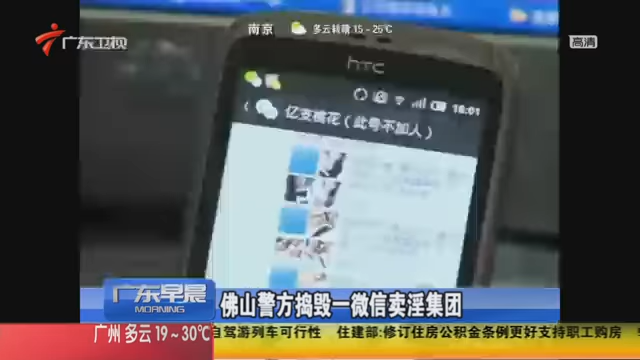 南京 多云转晴 15～25℃
广东卫视
高清
htc
16:01
亿支桃花（此号不加人）
广东早晨
MORNING
佛山警方捣毁一微信卖淫集团
广州 多云 19～30℃
自驾游列车可行性 住建部:修订住房公积金条例更好支持职工购房